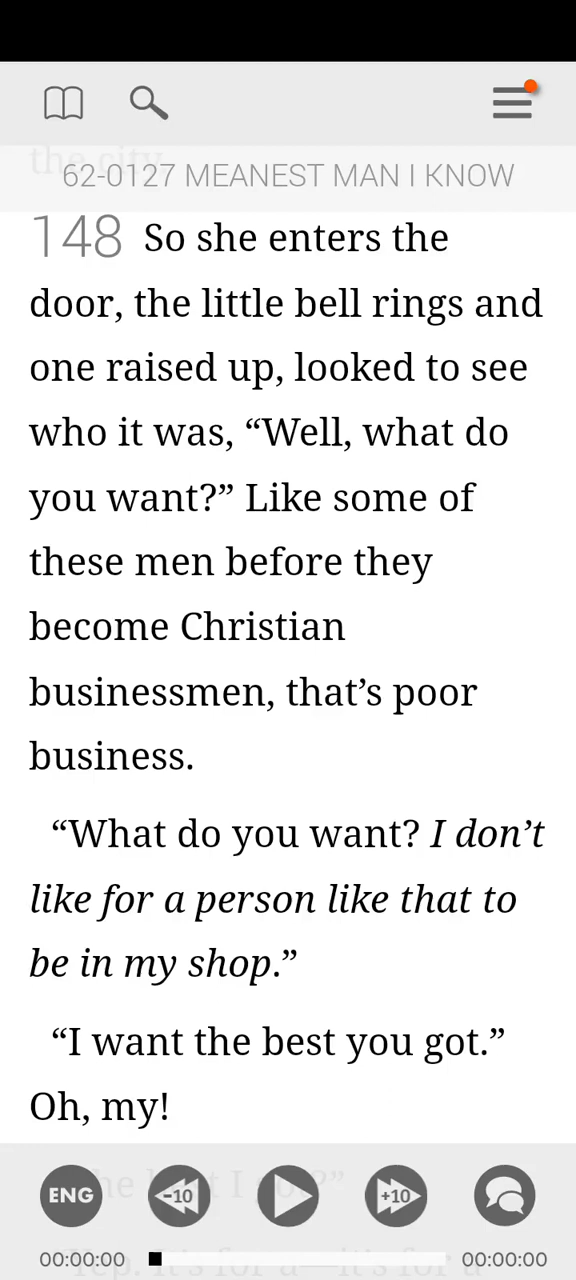 the city.
62-0127 MEANEST MAN I KNOW
148 So she enters the
door, the little bell rings and
one raised up, looked to see
who it was, “Well, what do
you want?” Like some of
these men before they
become Christian
businessmen, that’s poor
business.
“What do you want? I don’t
like for a person like that to
be in my shop.”
“I want the best you got.”
Oh, my!
ENG -10 +10
00:00:00 00:00:00